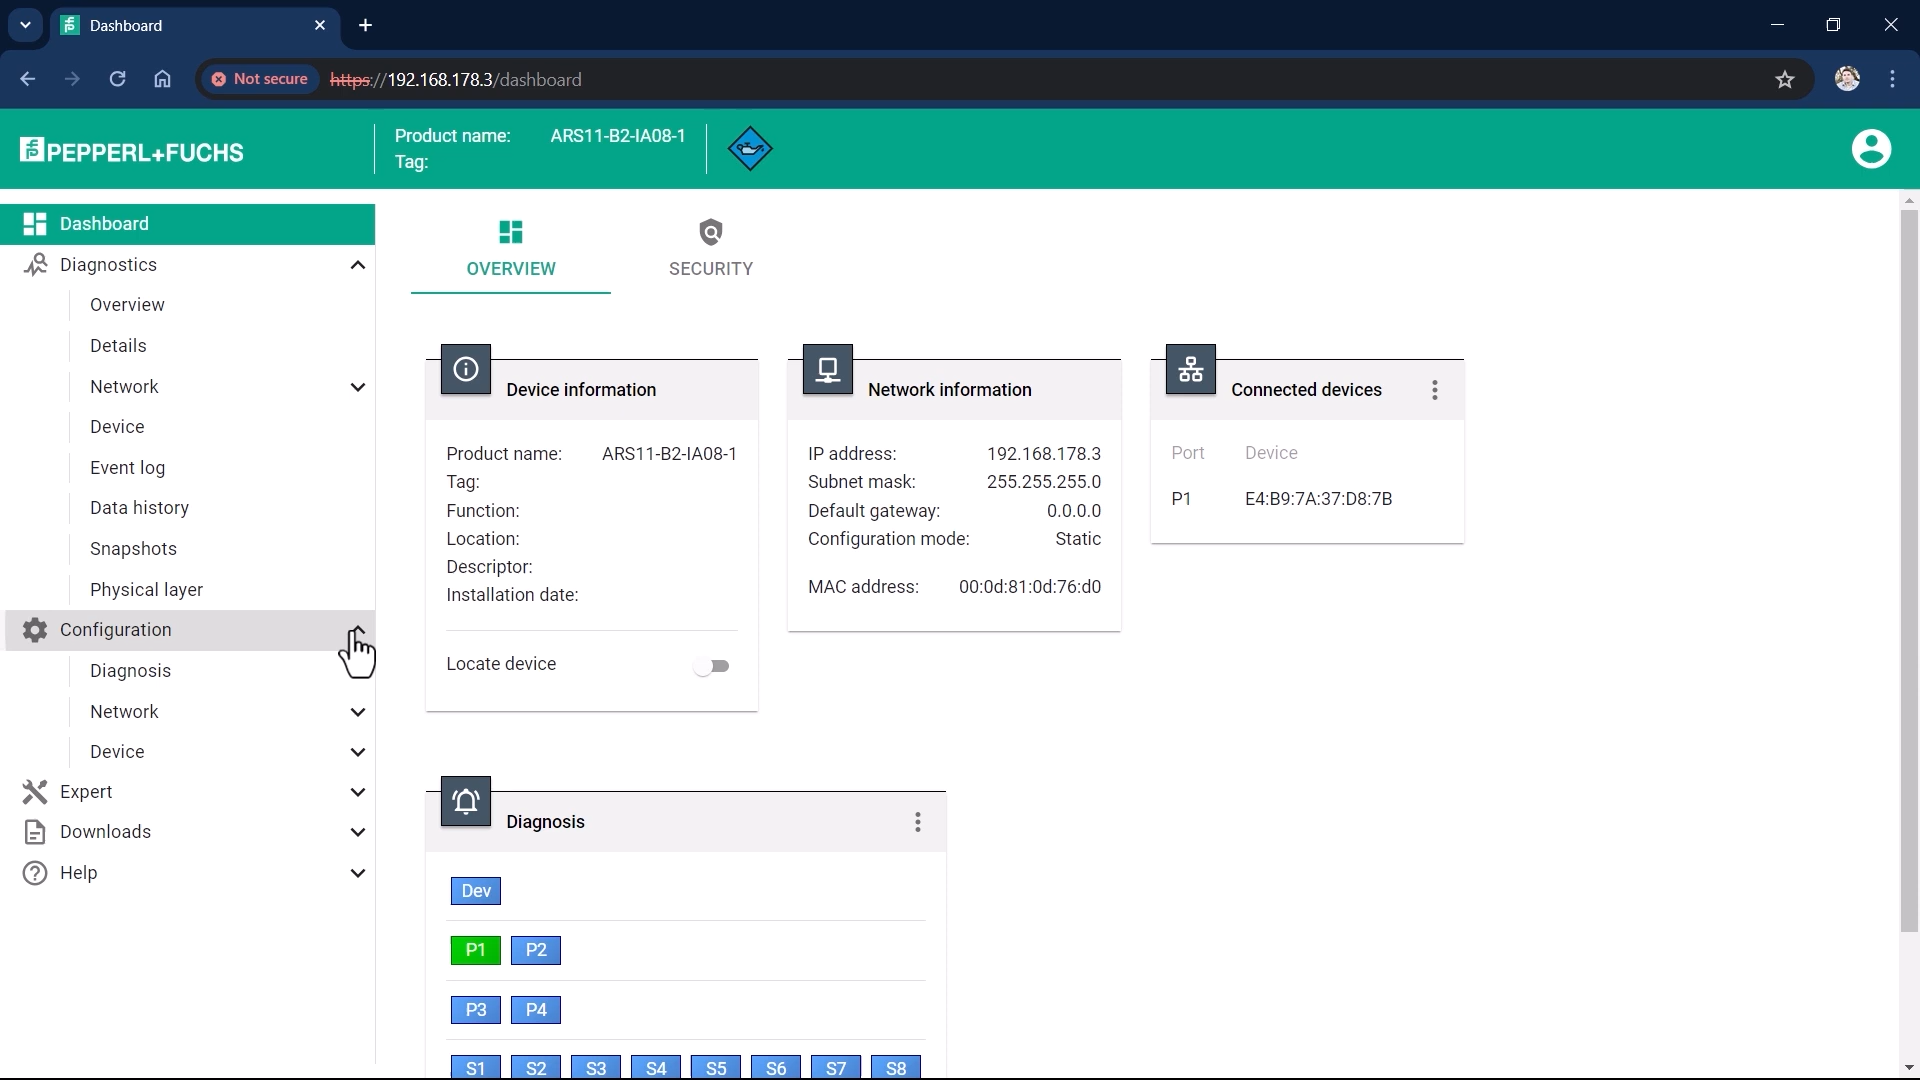 Dashboard
Not secure
https://192.168.178.3/dashboard
PEPPERL+FUCHS
Product name: ARS11-B2-IA08-1
Tag:
Dashboard
Diagnostics
Overview
Details
Network
Device
Event log
Data history
Snapshots
Physical layer
Configuration
Diagnosis
Network
Device
Expert
Downloads
Help
OVERVIEW
SECURITY
Device information
Product name: ARS11-B2-IA08-1
Tag:
Function:
Location:
Descriptor:
Installation date:
Locate device
Network information
IP address: 192.168.178.3
Subnet mask: 255.255.255.0
Default gateway: 0.0.0.0
Configuration mode: Static
MAC address: 00:0d:81:0d:76:d0
Connected devices
Port Device
P1 E4:B9:7A:37:D8:7B
Diagnosis
Dev
P1 P2
P3 P4
S1 S2 S3 S4 S5 S6 S7 S8